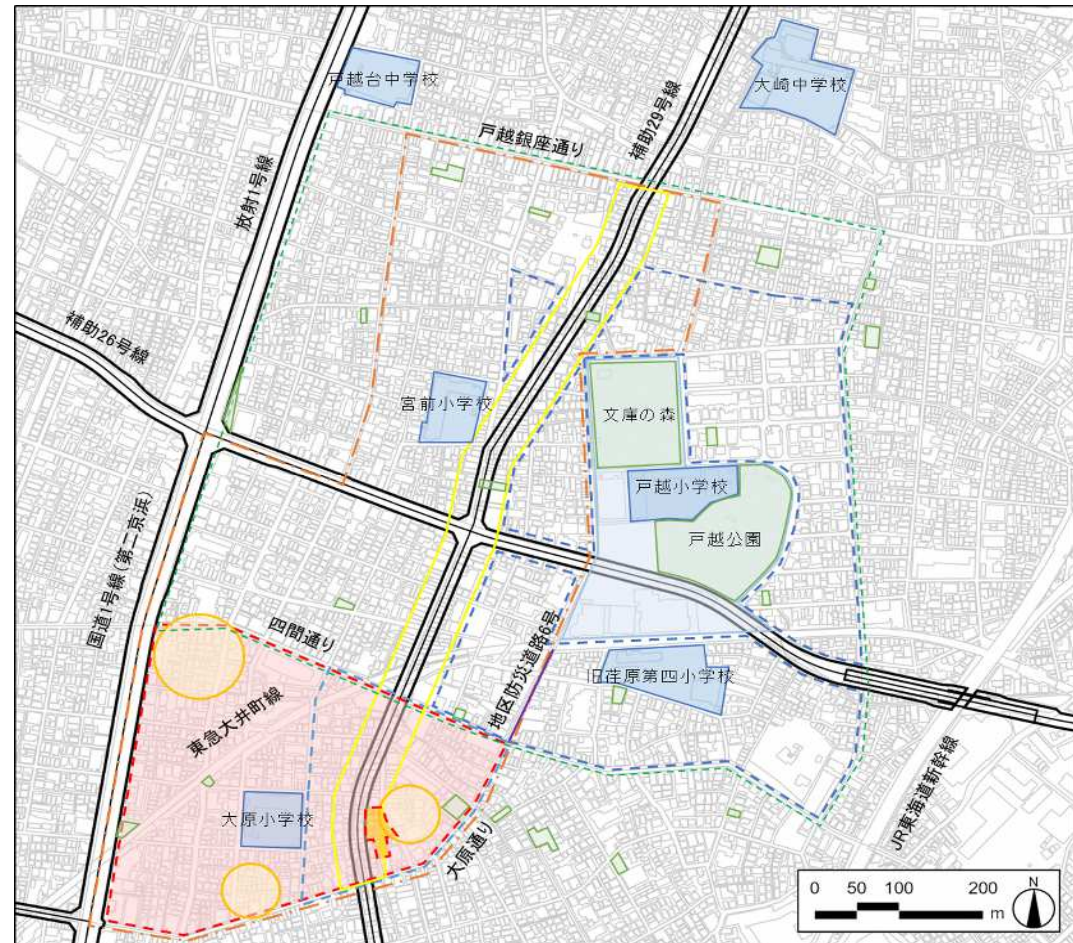 戸越台中学校
大崎中学校
戸越銀座通り
補助29号線
放射1号線
補助26号線
宮前小学校
文庫の森
戸越小学校
戸越公園
国道1号線(第二京浜)
四間通り
地区防災道路6号
旧荏原第四小学校
東急大井町線
大原小学校
大原通り
JR東海道新幹線
0 50 100 200
m
N